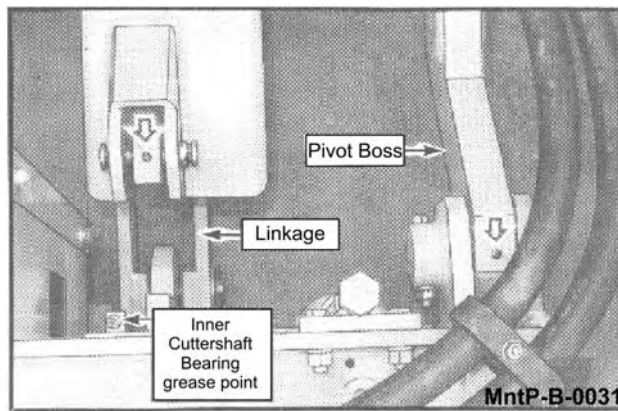 Pivot Boss
Linkage
Inner
Cuttershaft
Bearing
grease point
MntP-B-0031